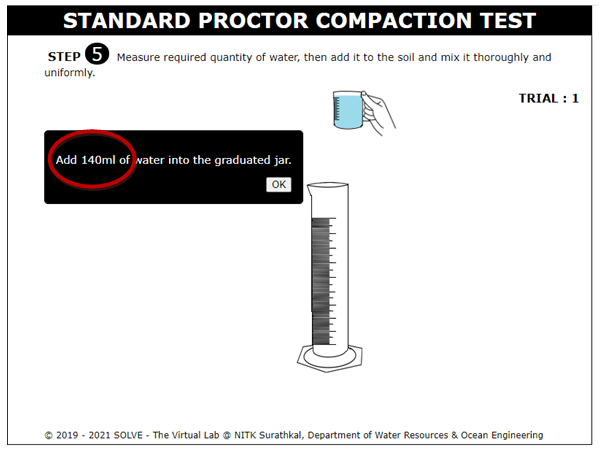 STANDARD PROCTOR COMPACTION TEST
STEP 5 Measure required quantity of water, then add it to the soil and mix it thoroughly and
uniformly.
TRIAL : 1
Add 140ml of water into the graduated jar.
OK
© 2019 - 2021 SOLVE - The Virtual Lab @ NITK Surathkal, Department of Water Resources & Ocean Engineering